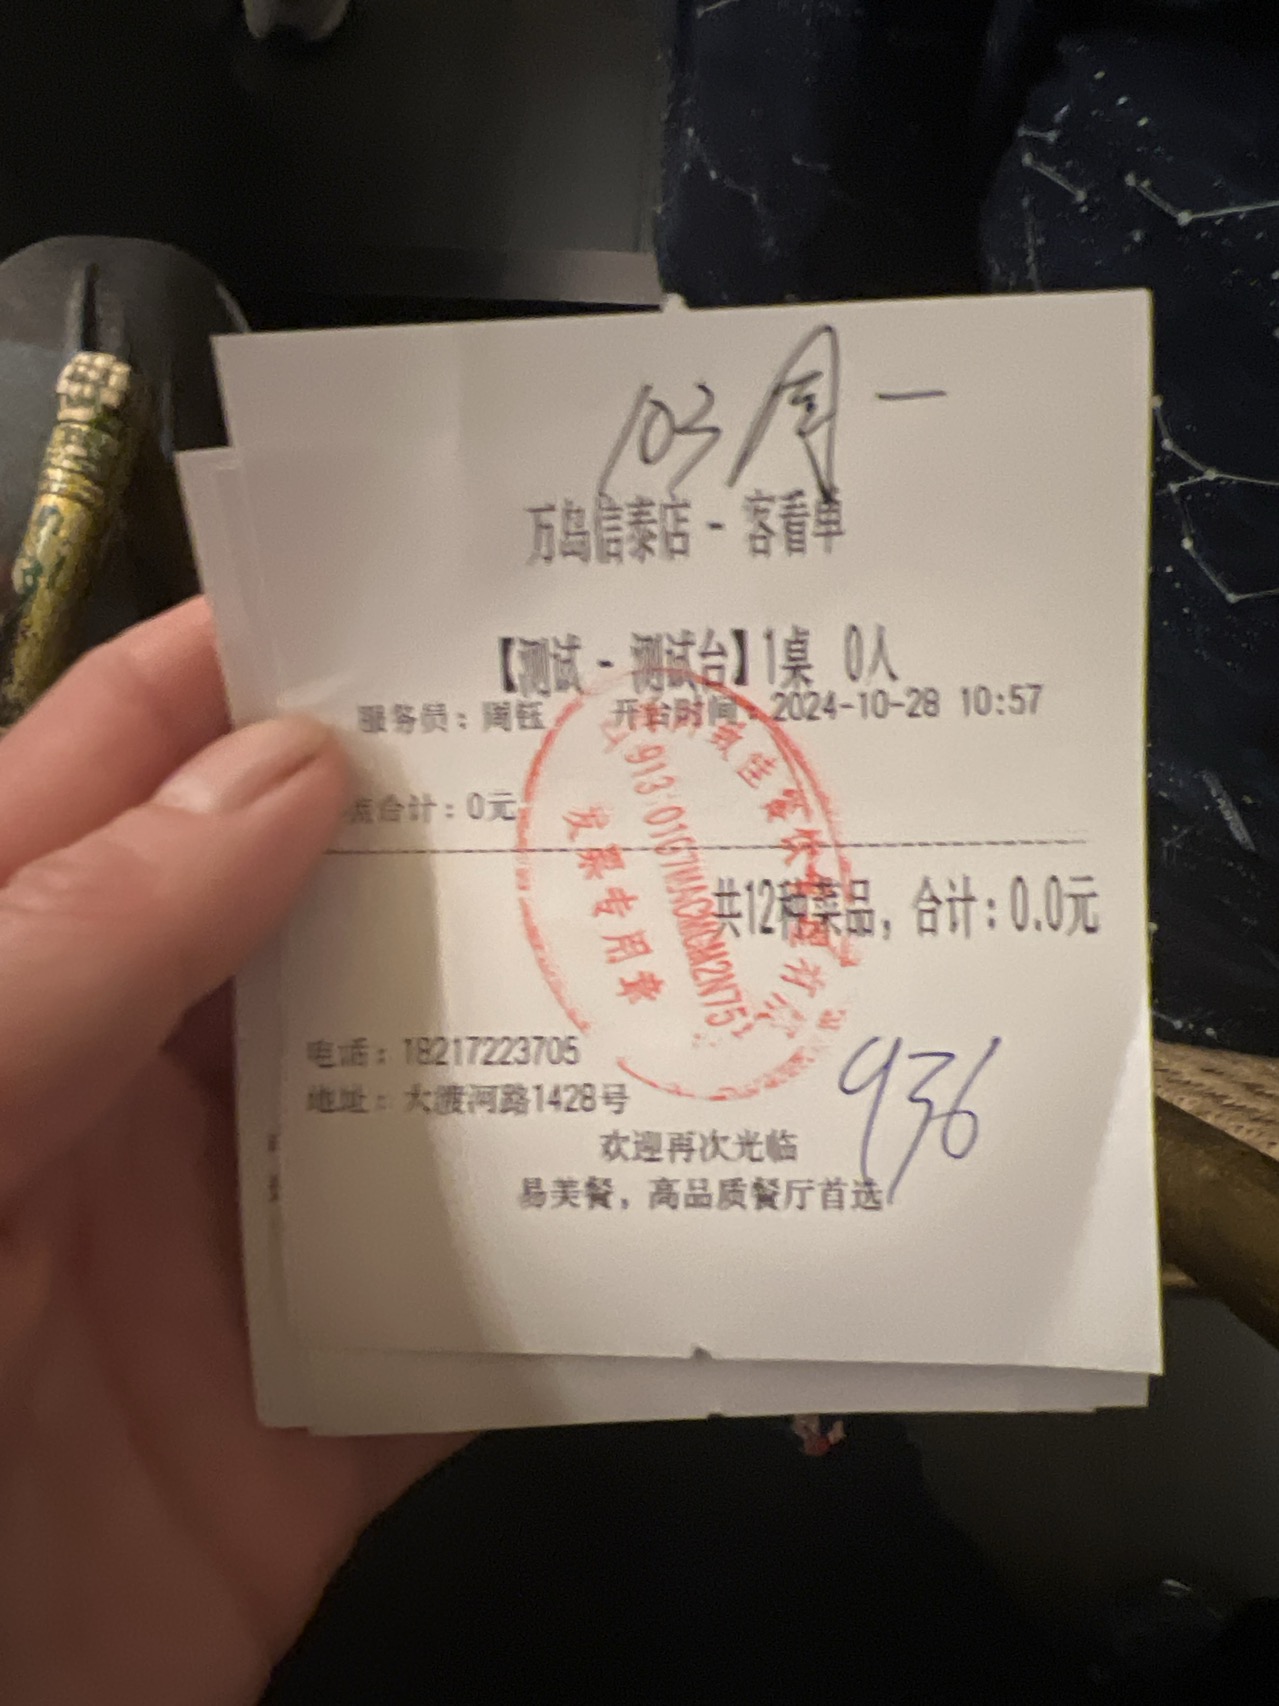 103 周一
万岛信泰店 - 客看单
【测试 - 测试台】1桌 0人
服务员：周钰 开台时间：2024-10-28 10:57
合计：0元
共12种菜品，合计：0.0元
发票专用章
电话：18217223705
地址：大渡河路1428号
936
欢迎再次光临
易美餐，高品质餐厅首选